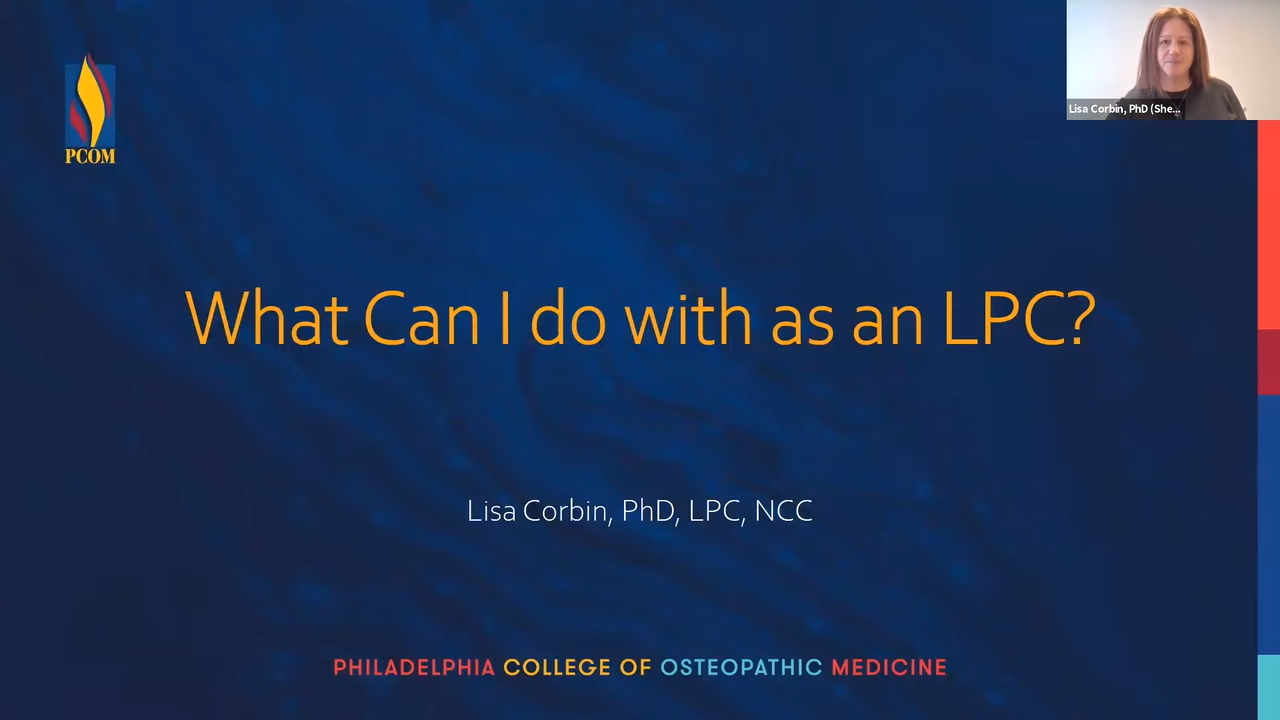 Lisa Corbin, PhD (She...
PCOM
What Can I do with as an LPC?
Lisa Corbin, PhD, LPC, NCC
PHILADELPHIA COLLEGE OF OSTEOPATHIC MEDICINE